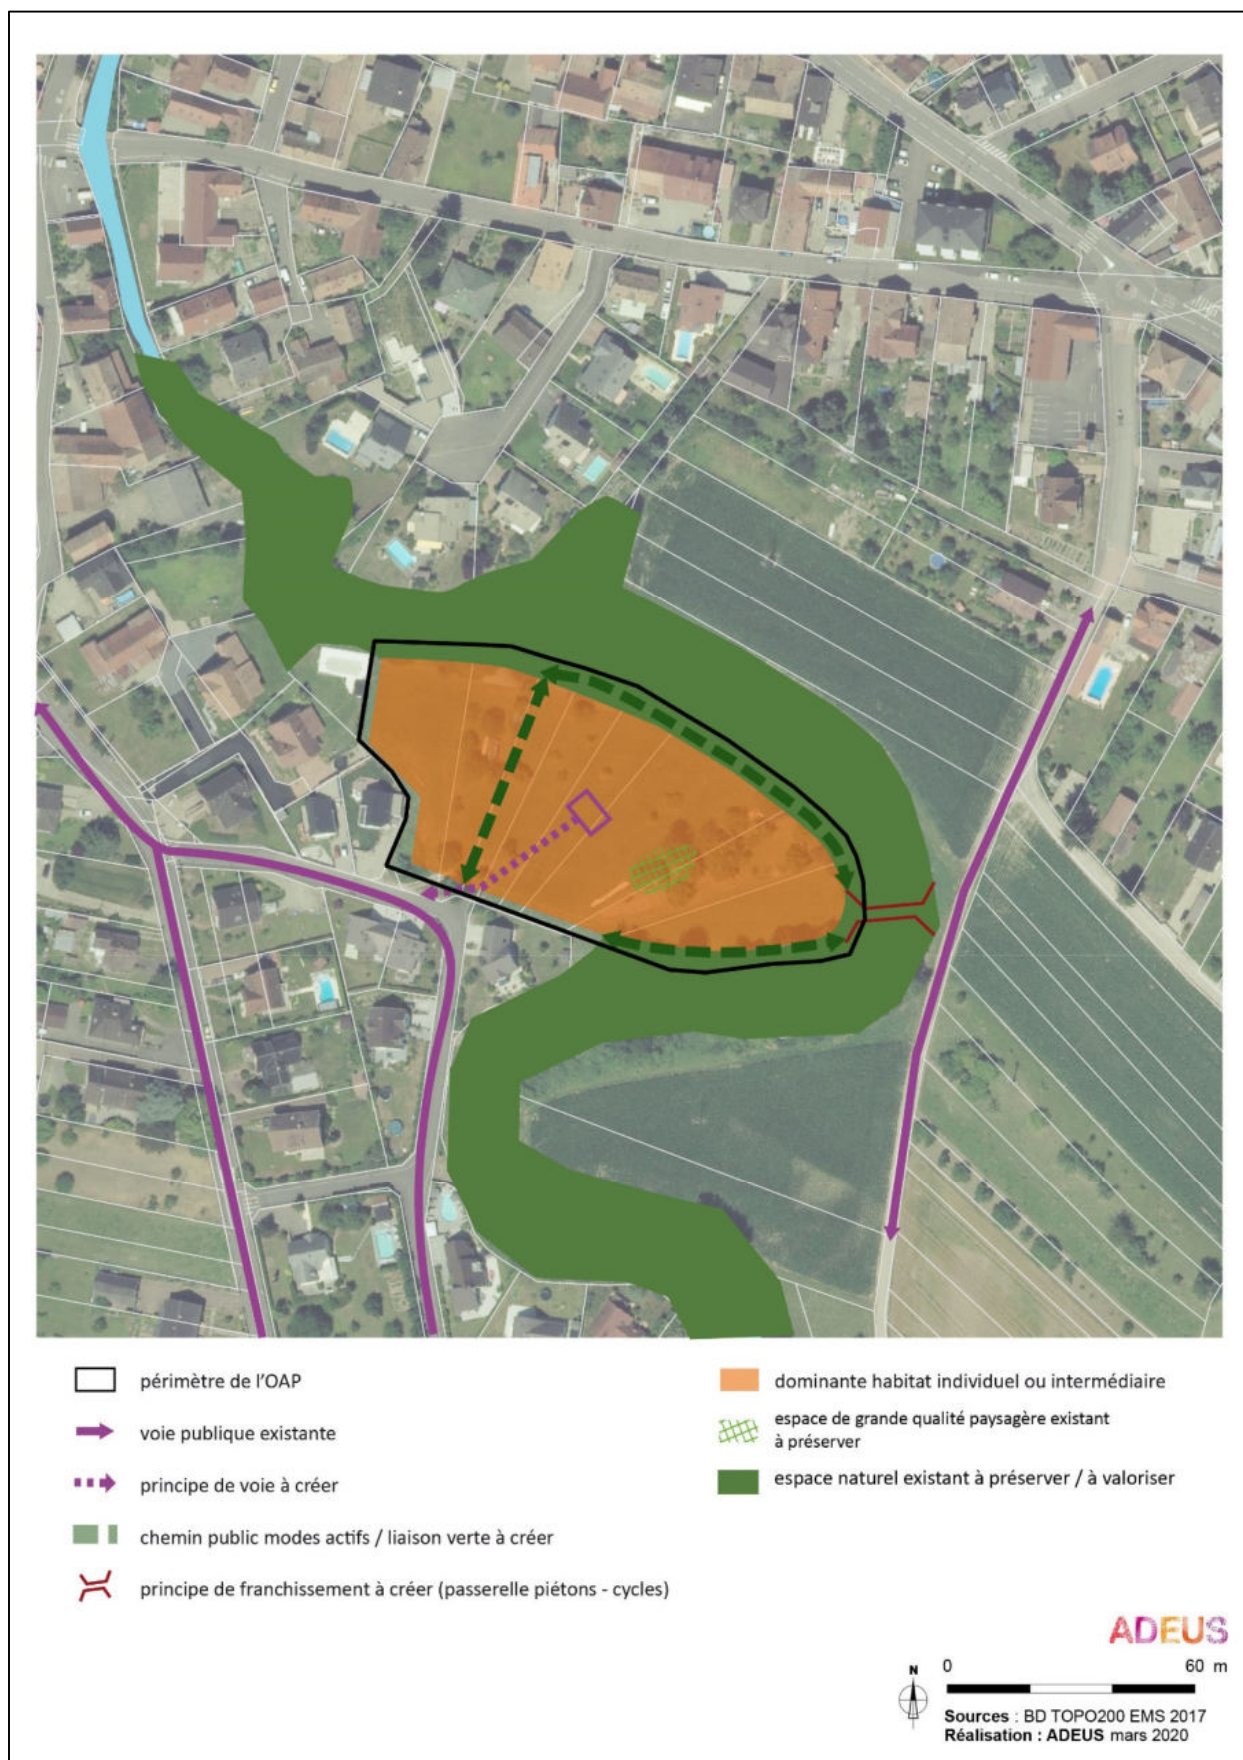 périmètre de l'OAP
voie publique existante
principe de voie à créer
chemin public modes actifs / liaison verte à créer
principe de franchissement à créer (passerelle piétons - cycles)
dominante habitat individuel ou intermédiaire
espace de grande qualité paysagère existant
à préserver
espace naturel existant à préserver / à valoriser
ADEUS
N
0 60 m
Sources : BD TOPO200 EMS 2017
Réalisation : ADEUS mars 2020